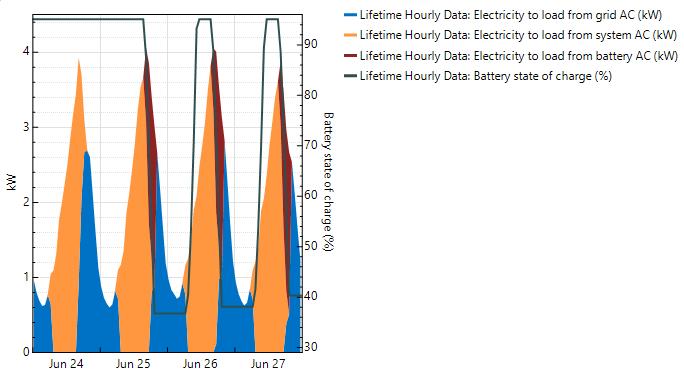 Lifetime Hourly Data: Electricity to load from grid AC (kW)
Lifetime Hourly Data: Electricity to load from system AC (kW)
Lifetime Hourly Data: Electricity to load from battery AC (kW)
Lifetime Hourly Data: Battery state of charge (%)
kW
4
3
2
1
0
90
80
70
60
50
40
30
Battery state of charge (%)
Jun 24 Jun 25 Jun 26 Jun 27